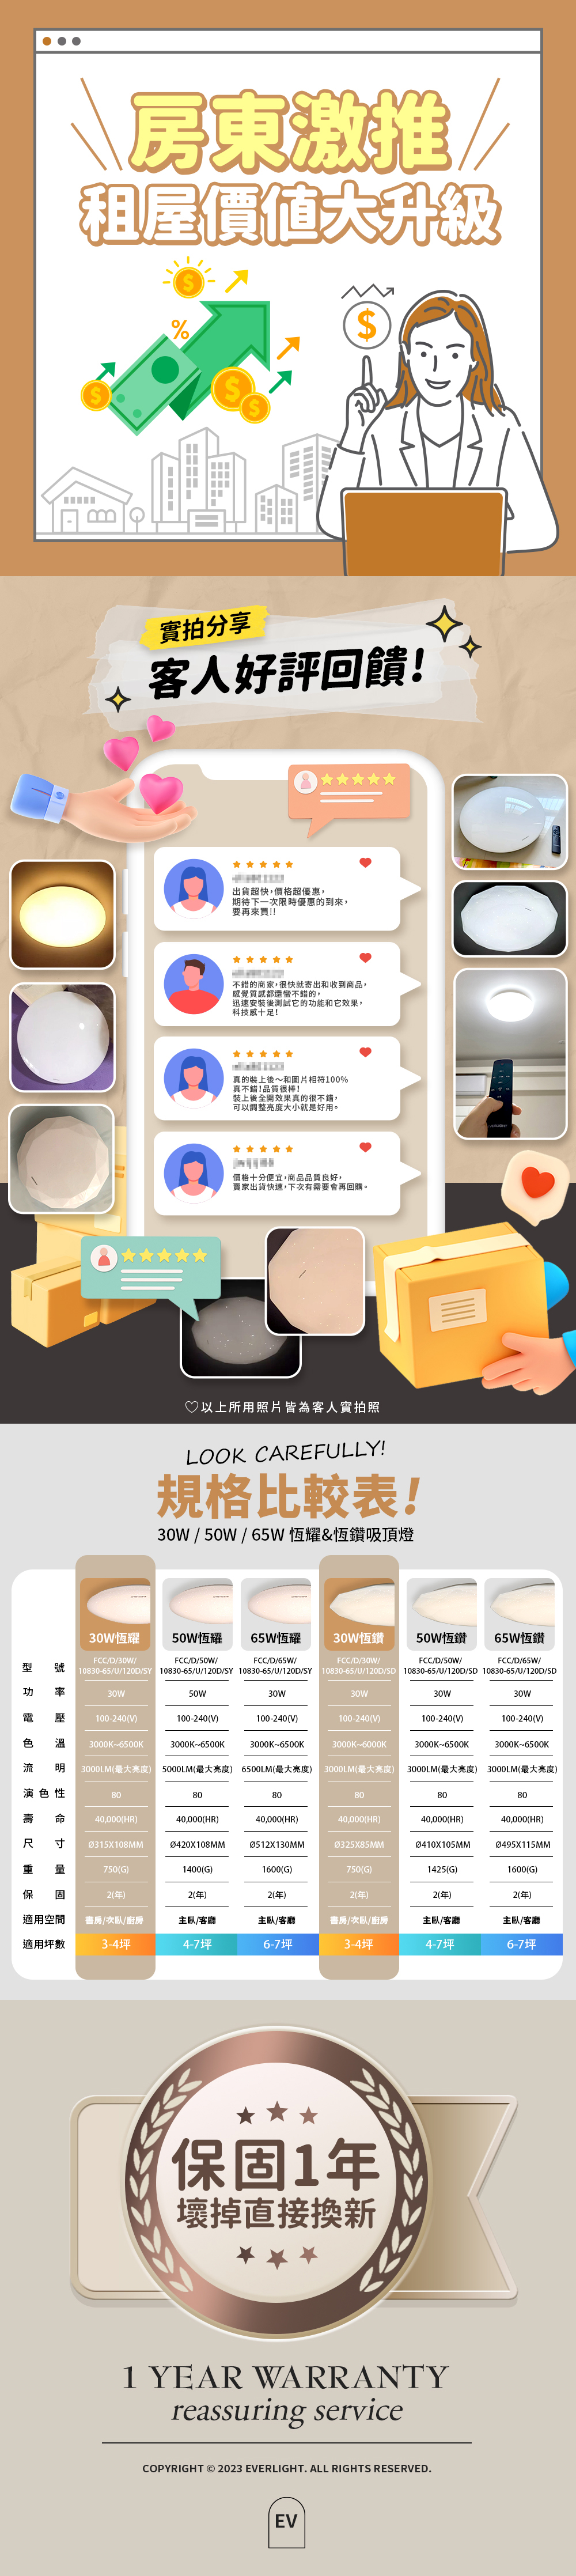 房東激推
租屋價值大升級
$
%
$
$
$
$
實拍分享
客人好評回饋!
出貨超快,價格超優惠,
期待下一次限時優惠的到來,
要再來買!!
不錯的商家,很快就寄出和收到商品,
感覺質感都還蠻不錯的,
迅速安裝後測試它的功能和它效果,
科技感十足!
真的裝上後~和圖片相符100%
真不錯!品質很棒!
裝上後全開效果真的很不錯,
可以調整亮度大小就是好用。
價格十分便宜,商品品質良好,
賣家出貨快速,下次有需要會再回購。
♡以上所用照片皆為客人實拍照
LOOK CAREFULLY!
規格比較表!
30W / 50W / 65W 恆耀&恆鑽吸頂燈
30W恆耀 50W恆耀 65W恆耀 30W恆鑽 50W恆鑽 65W恆鑽
型號 FCC/D/30W/ FCC/D/50W/ FCC/D/65W/ FCC/D/30W/ FCC/D/50W/ FCC/D/65W/
10830-65/U/120D/SY 10830-65/U/120D/SY 10830-65/U/120D/SY 10830-65/U/120D/SD 10830-65/U/120D/SD 10830-65/U/120D/SD
功率 30W 50W 30W 30W 30W 30W
電壓 100-240(V) 100-240(V) 100-240(V) 100-240(V) 100-240(V) 100-240(V)
色溫 3000K~6500K 3000K~6500K 3000K~6500K 3000K~6000K 3000K~6500K 3000K~6500K
流明 3000LM(最大亮度) 5000LM(最大亮度) 6500LM(最大亮度) 3000LM(最大亮度) 3000LM(最大亮度) 3000LM(最大亮度)
演色性 80 80 80 80 80 80
壽命 40,000(HR) 40,000(HR) 40,000(HR) 40,000(HR) 40,000(HR) 40,000(HR)
尺寸 Ø315X108MM Ø420X108MM Ø512X130MM Ø325X85MM Ø410X105MM Ø495X115MM
重量 750(G) 1400(G) 1600(G) 750(G) 1425(G) 1600(G)
保固 2(年) 2(年) 2(年) 2(年) 2(年) 2(年)
適用空間 書房/次臥/廚房 主臥/客廳 主臥/客廳 書房/次臥/廚房 主臥/客廳 主臥/客廳
適用坪數 3-4坪 4-7坪 6-7坪 3-4坪 4-7坪 6-7坪
保固1年
壞掉直接換新
1 YEAR WARRANTY
reassuring service
COPYRIGHT © 2023 EVERLIGHT. ALL RIGHTS RESERVED.
EV